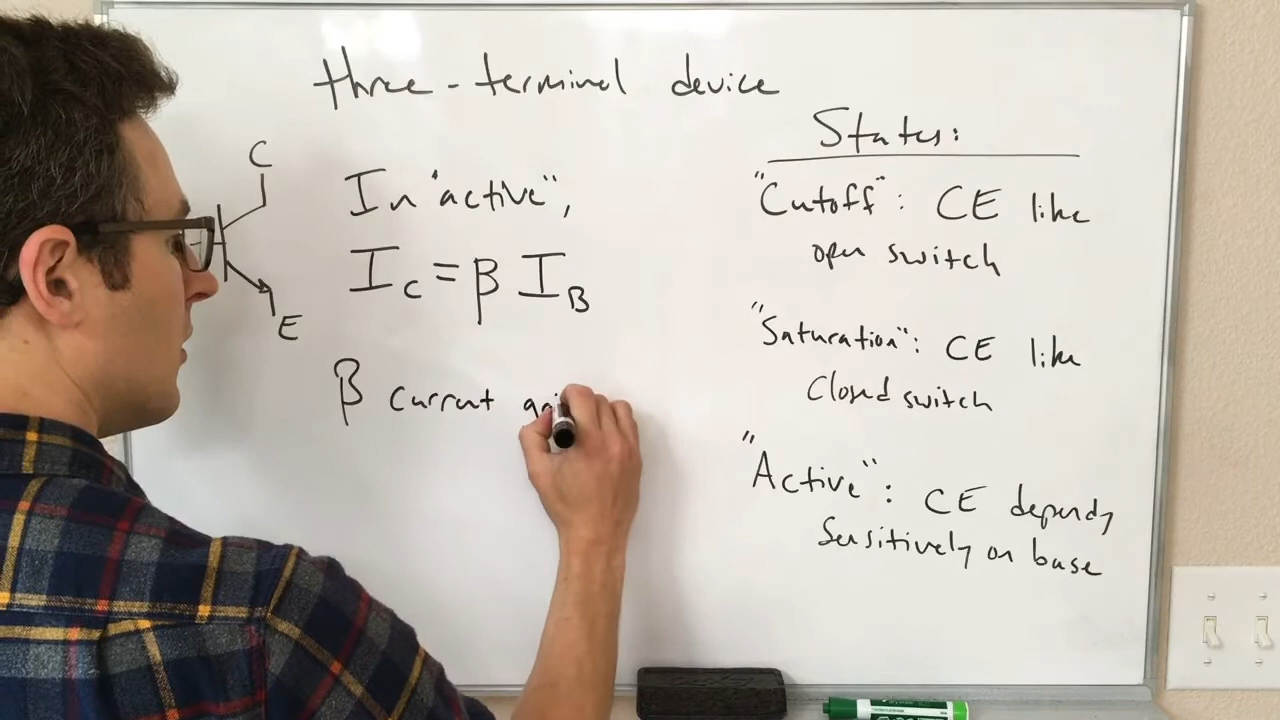 three-terminal device
C
E
In "active",
I_C = β I_B
β current gai
States:
"Cutoff": CE like
open switch
"Saturation": CE like
Closed switch
"Active": CE depends
Sensitively on base